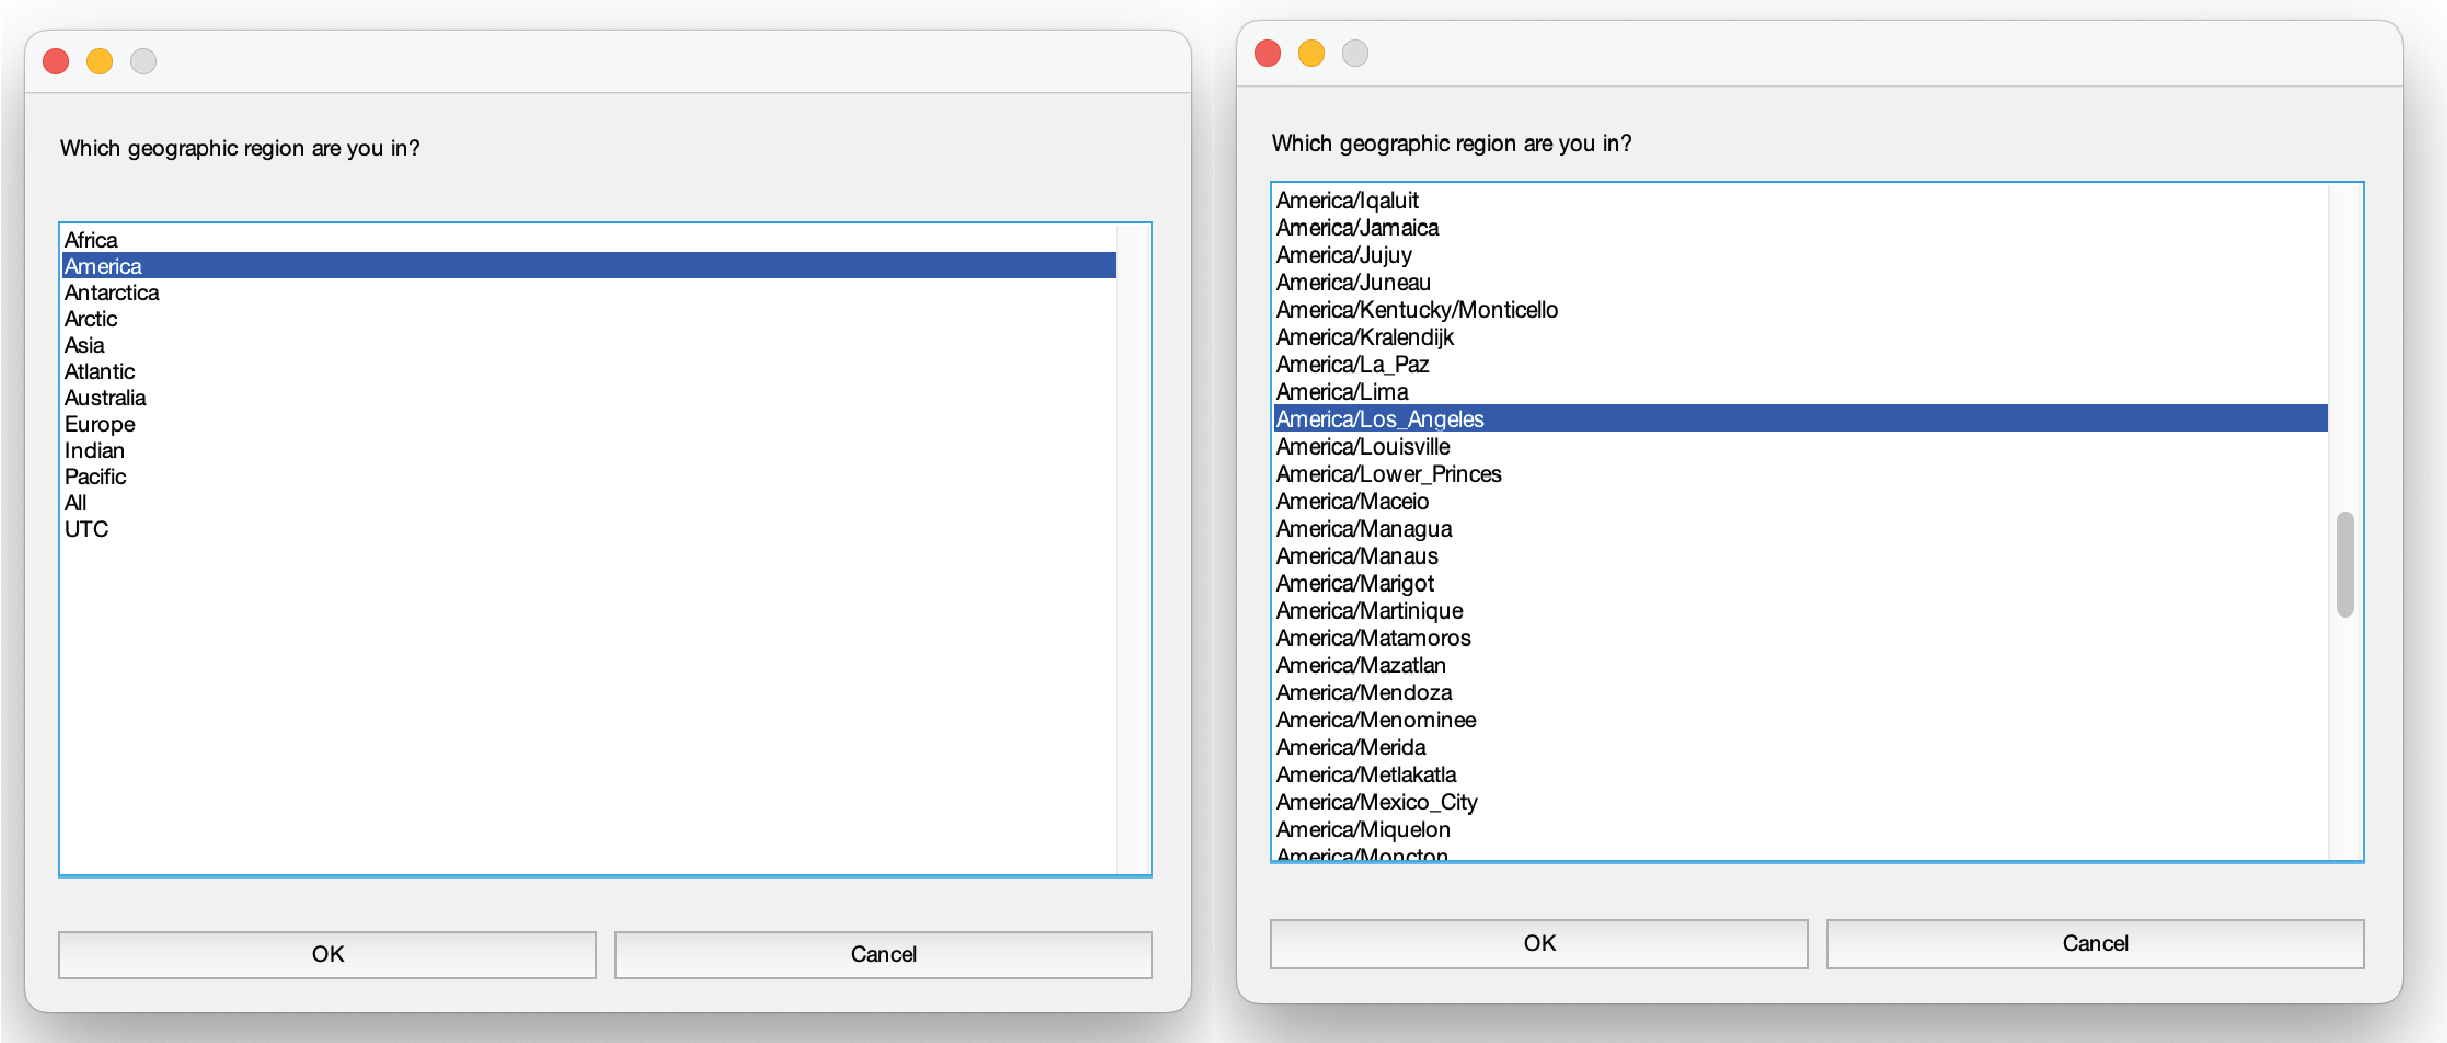 Which geographic region are you in?
Africa
America
Antarctica
Arctic
Asia
Atlantic
Australia
Europe
Indian
Pacific
All
UTC
OK
Cancel
Which geographic region are you in?
America/Iqaluit
America/Jamaica
America/Jujuy
America/Juneau
America/Kentucky/Monticello
America/Kralendijk
America/La_Paz
America/Lima
America/Los_Angeles
America/Louisville
America/Lower_Princes
America/Maceio
America/Managua
America/Manaus
America/Marigot
America/Martinique
America/Matamoros
America/Mazatlan
America/Mendoza
America/Menominee
America/Merida
America/Metlakatla
America/Mexico_City
America/Miquelon
America/Moncton
OK
Cancel